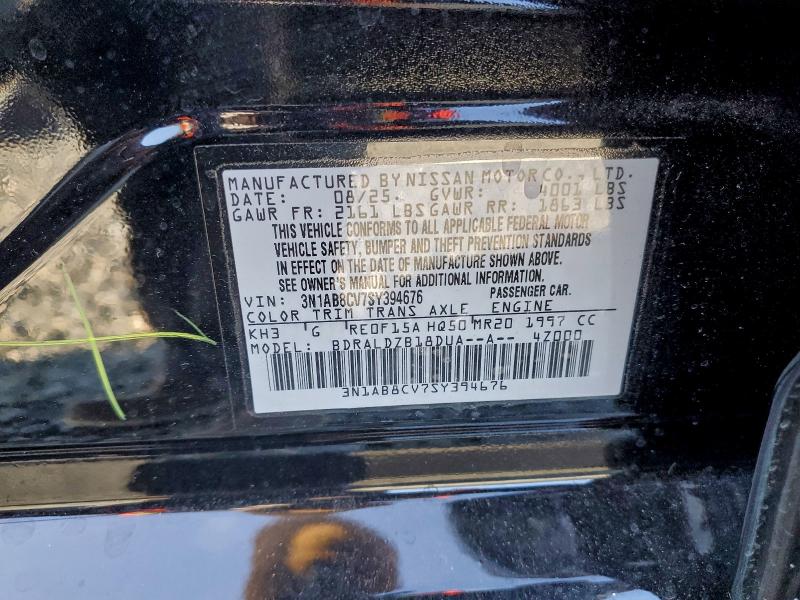 MANUFACTURED BY NISSAN MOTOR CO., LTD.
DATE: 08/25 GVWR: 4001 LBS
GAWR FR: 2161 LBS GAWR RR: 1863 LBS
THIS VEHICLE CONFORMS TO ALL APPLICABLE FEDERAL MOTOR
VEHICLE SAFETY, BUMPER AND THEFT PREVENTION STANDARDS
IN EFFECT ON THE DATE OF MANUFACTURE SHOWN ABOVE.
SEE OWNER'S MANUAL FOR ADDITIONAL INFORMATION.
VIN: 3N1AB8CV7SY394676 PASSENGER CAR.
COLOR TRIM TRANS AXLE ENGINE
KH3 G RE0F15A HQ50 MR20 1997 CC
MODEL: BDRALDZB18DUA--A-- 4Z000
3N1AB8CV7SY394676